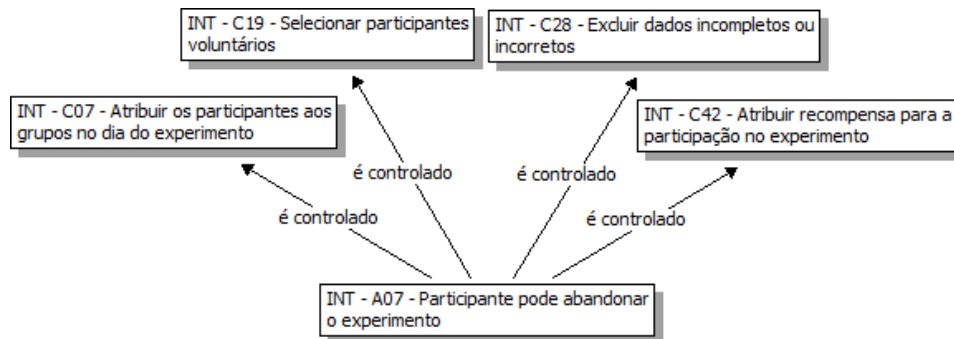 INT - C19 - Selecionar participantes
voluntários
INT - C28 - Excluir dados incompletos ou
incorretos
INT - C07 - Atribuir os participantes aos
grupos no dia do experimento
INT - C42 - Atribuir recompensa para a
participação no experimento
é controlado
é controlado
é controlado
é controlado
INT - A07 - Participante pode abandonar
o experimento